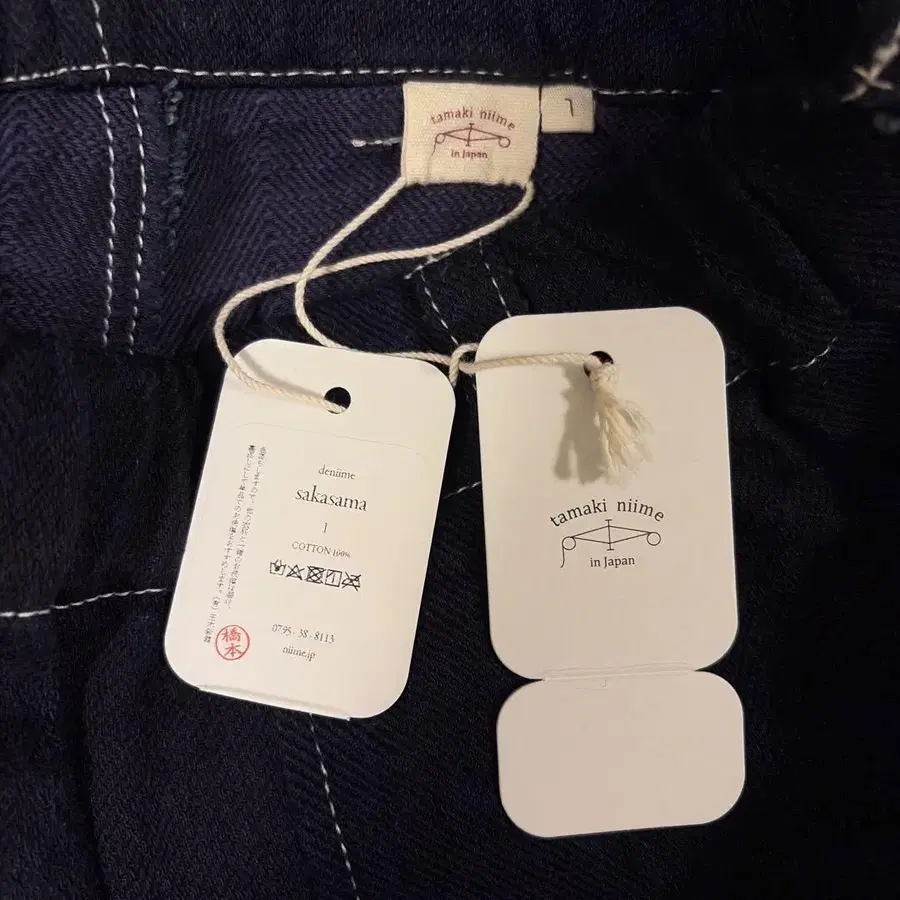 tamaki niime
in Japan
1
deniime
sakasama
1
COTTON 100%
0795・38・8113
niime.jp
橋本
tamaki niime
in Japan